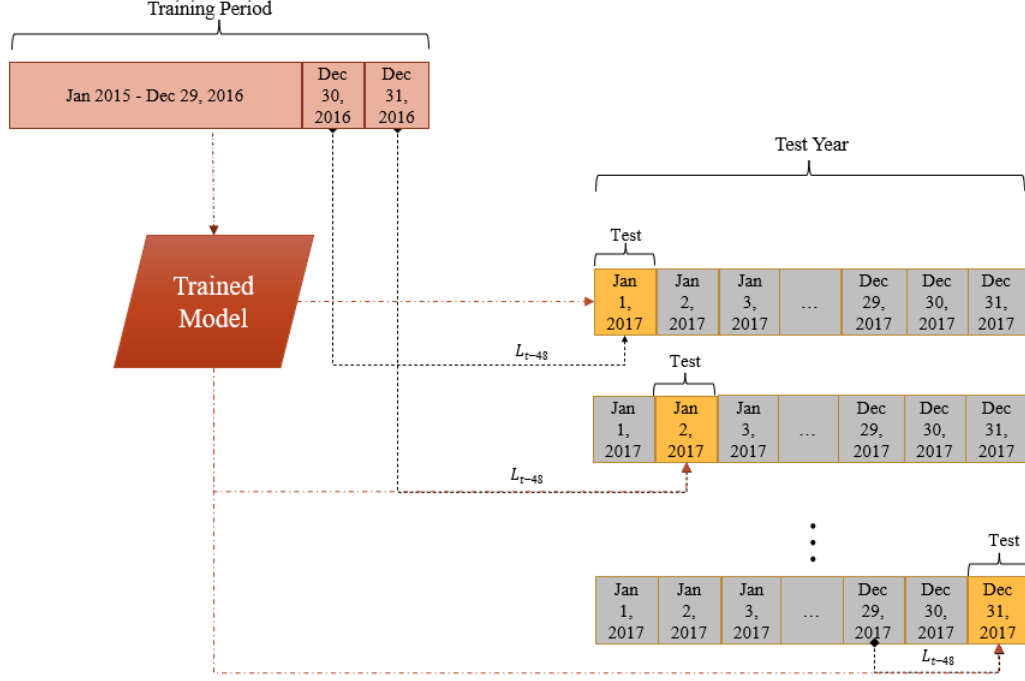 Training Period
Jan 2015 - Dec 29, 2016
Dec
30,
2016
Dec
31,
2016
Test Year
Trained
Model
Test
Jan
1,
2017
Jan
2,
2017
Jan
3,
2017
...
Dec
29,
2017
Dec
30,
2017
Dec
31,
2017
L_{t−48}
Test
Jan
1,
2017
Jan
2,
2017
Jan
3,
2017
...
Dec
29,
2017
Dec
30,
2017
Dec
31,
2017
L_{t−48}
Test
Jan
1,
2017
Jan
2,
2017
Jan
3,
2017
...
Dec
29,
2017
Dec
30,
2017
Dec
31,
2017
L_{t−48}